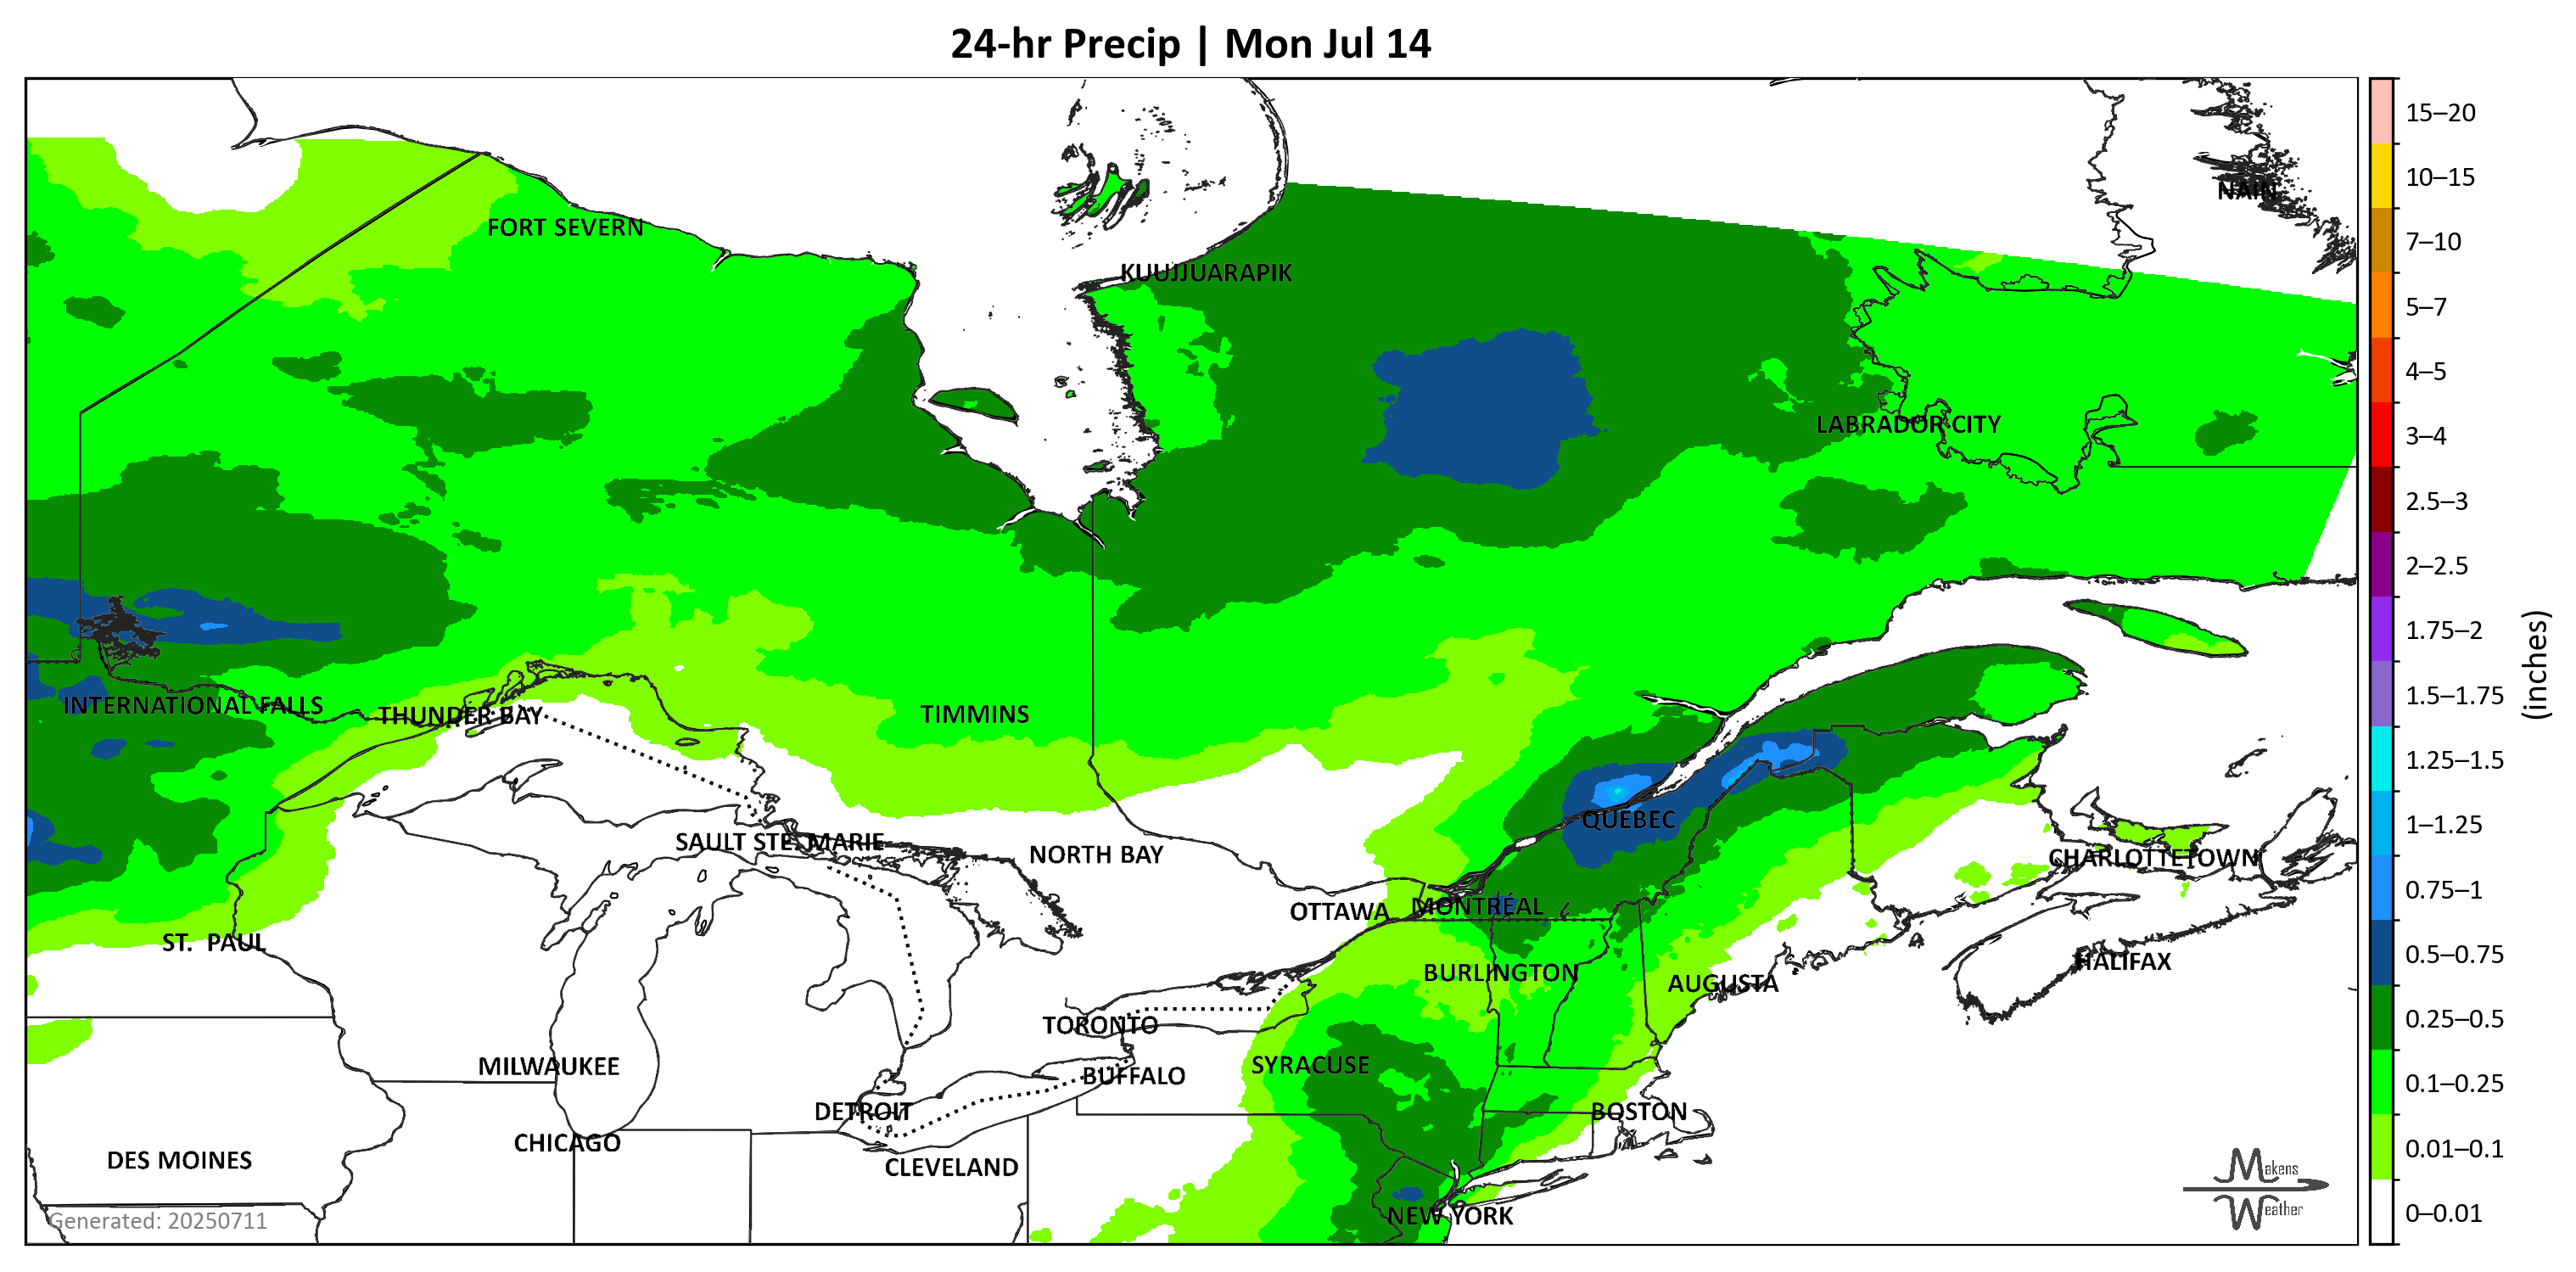 24-hr Precip | Mon Jul 14
NAIN
FORT SEVERN
KUUJJUARAPIK
LABRADOR CITY
INTERNATIONAL FALLS
THUNDER BAY
TIMMINS
QUEBEC
SAULT STE. MARIE
NORTH BAY
CHARLOTTETOWN
OTTAWA
MONTRÉAL
ST. PAUL
HALIFAX
BURLINGTON
AUGUSTA
TORONTO
MILWAUKEE
SYRACUSE
BUFFALO
DETROIT
BOSTON
CHICAGO
DES MOINES
CLEVELAND
NEW YORK
Generated: 20250711
Makens
Weather
15–20
10–15
7–10
5–7
4–5
3–4
2.5–3
2–2.5
1.75–2
1.5–1.75
1.25–1.5
1–1.25
0.75–1
0.5–0.75
0.25–0.5
0.1–0.25
0.01–0.1
0–0.01
(inches)